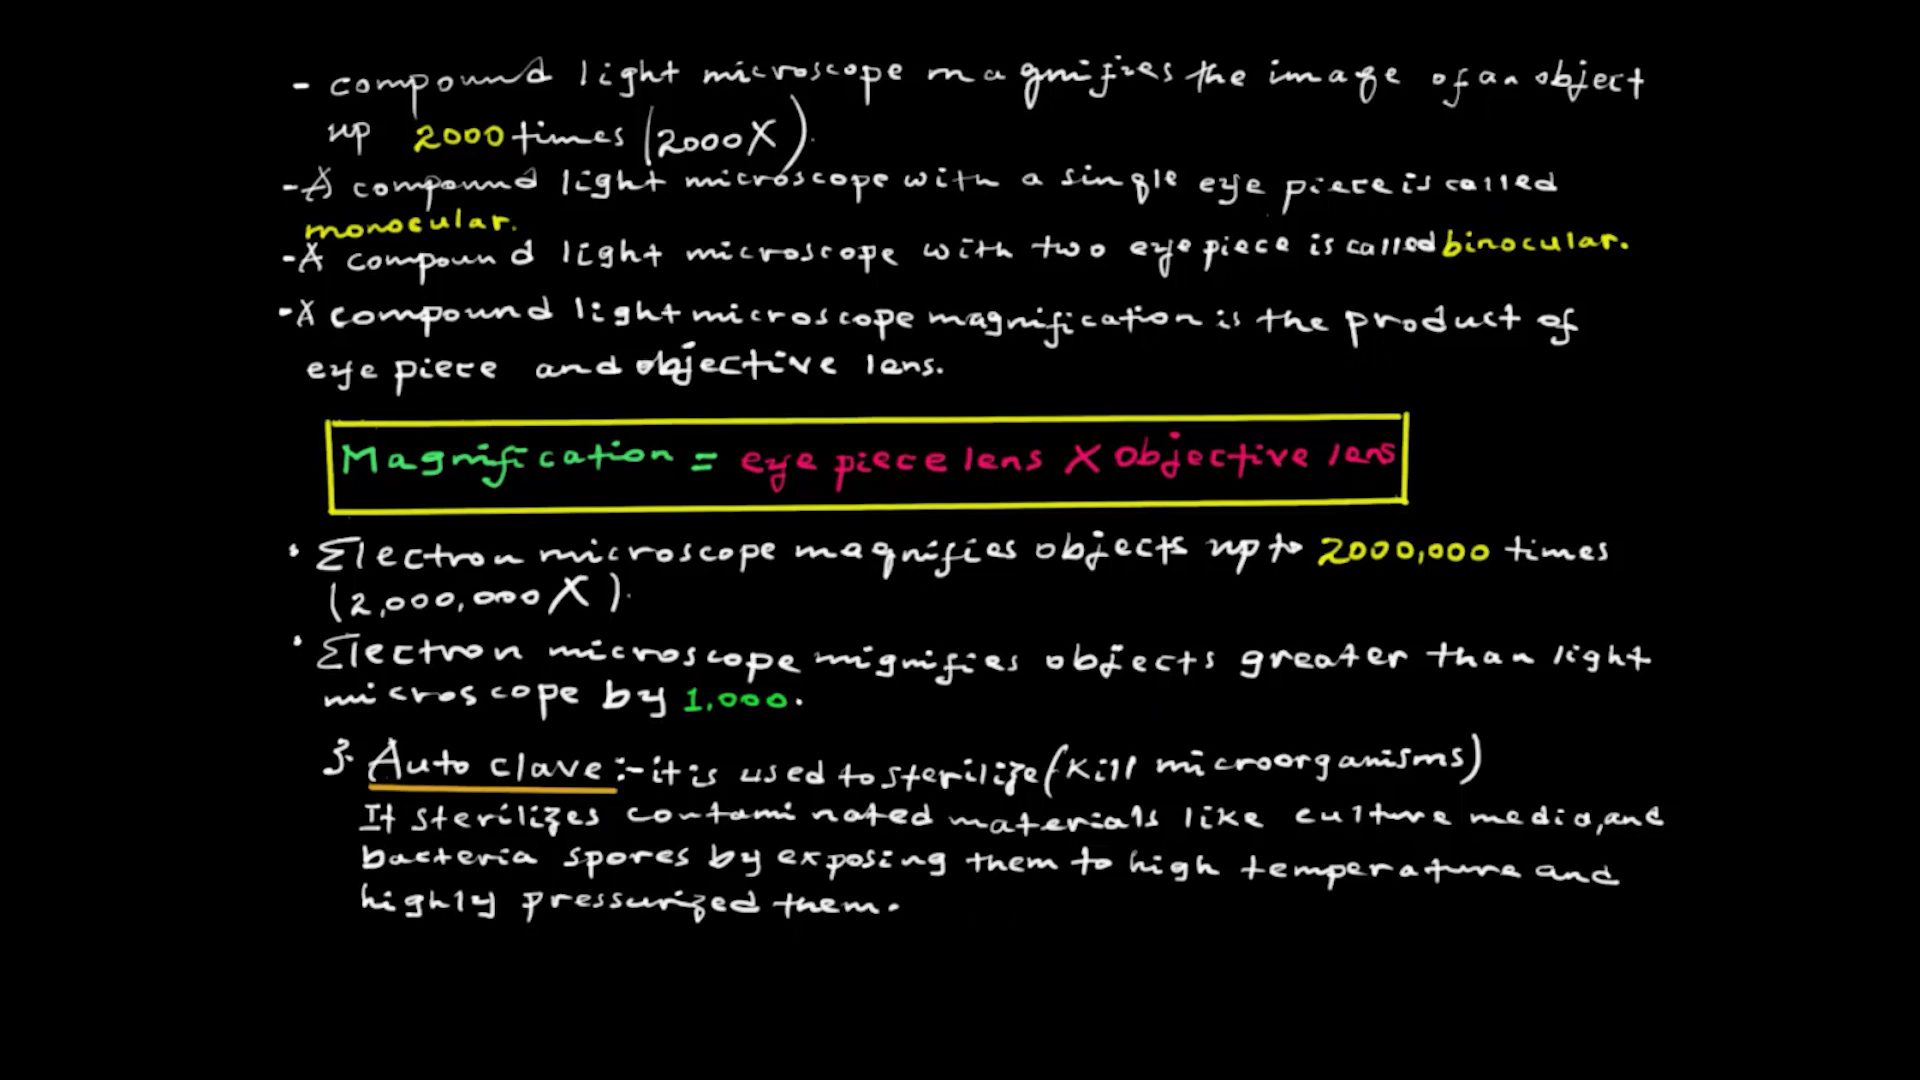 - compound light microscope magnifies the image of an object
up 2000 times (2000X).
- A compound light microscope with a single eye piece is called
monocular.
- A compound light microscope with two eye piece is called binocular.
- A compound light microscope magnification is the product of
eye piece and objective lens.
Magnification = eye piece lens X objective lens
• Electron microscope magnifies objects up to 2000,000 times
(2,000,000X).
• Electron microscope mignifies objects greater than light
microscope by 1,000.
3. Auto clave :- it is used to sterilize (kill microorganisms)
It sterilizes contaminated materials like culture media, and
bacteria spores by exposing them to high temperature and
highly pressurized them.